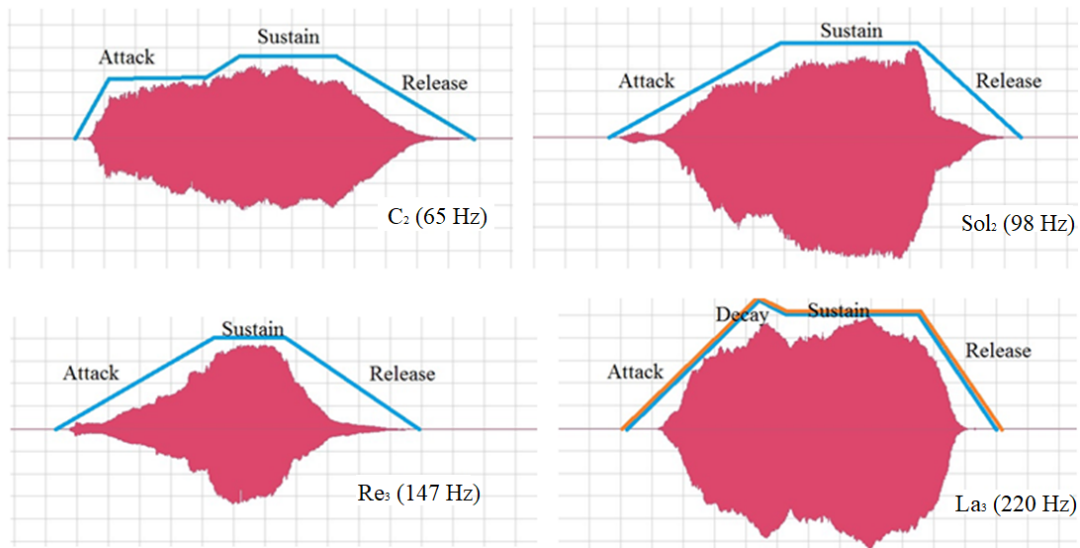 Attack
Sustain
Release
C₂ (65 Hz)
Attack
Sustain
Release
Sol₂ (98 Hz)
Attack
Sustain
Release
Re₃ (147 Hz)
Attack
Decay
Sustain
Release
La₃ (220 Hz)